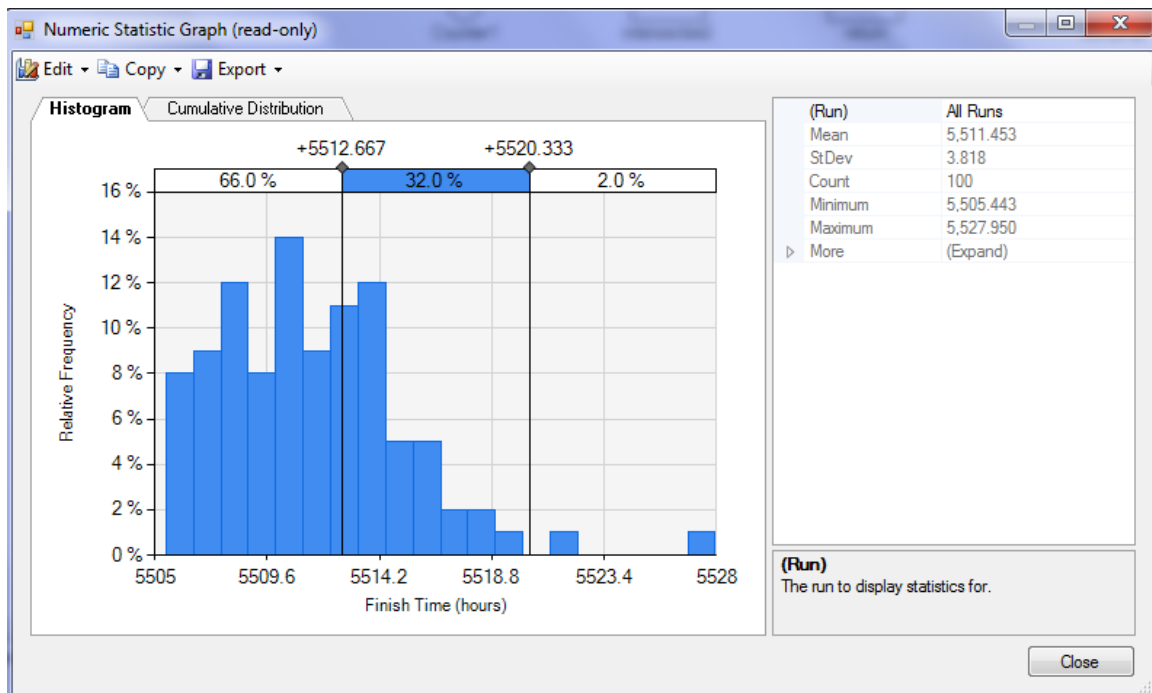 Numeric Statistic Graph (read-only)
Edit Copy Export
Histogram Cumulative Distribution
+5512.667 +5520.333
66.0 % 32.0 % 2.0 %
16 %
14 %
12 %
10 %
8 %
6 %
4 %
2 %
0 %
Relative Frequency
5505 5509.6 5514.2 5518.8 5523.4 5528
Finish Time (hours)
(Run) All Runs
Mean 5,511.453
StDev 3.818
Count 100
Minimum 5,505.443
Maximum 5,527.950
More (Expand)
(Run)
The run to display statistics for.
Close